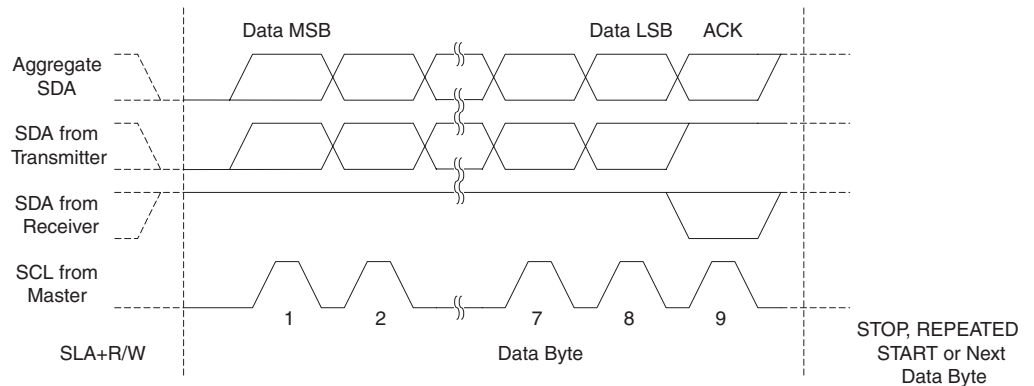 Data MSB
Data LSB
ACK
Aggregate
SDA
SDA from
Transmitter
SDA from
Receiver
SCL from
Master
1
2
7
8
9
SLA+R/W
Data Byte
STOP, REPEATED
START or Next
Data Byte